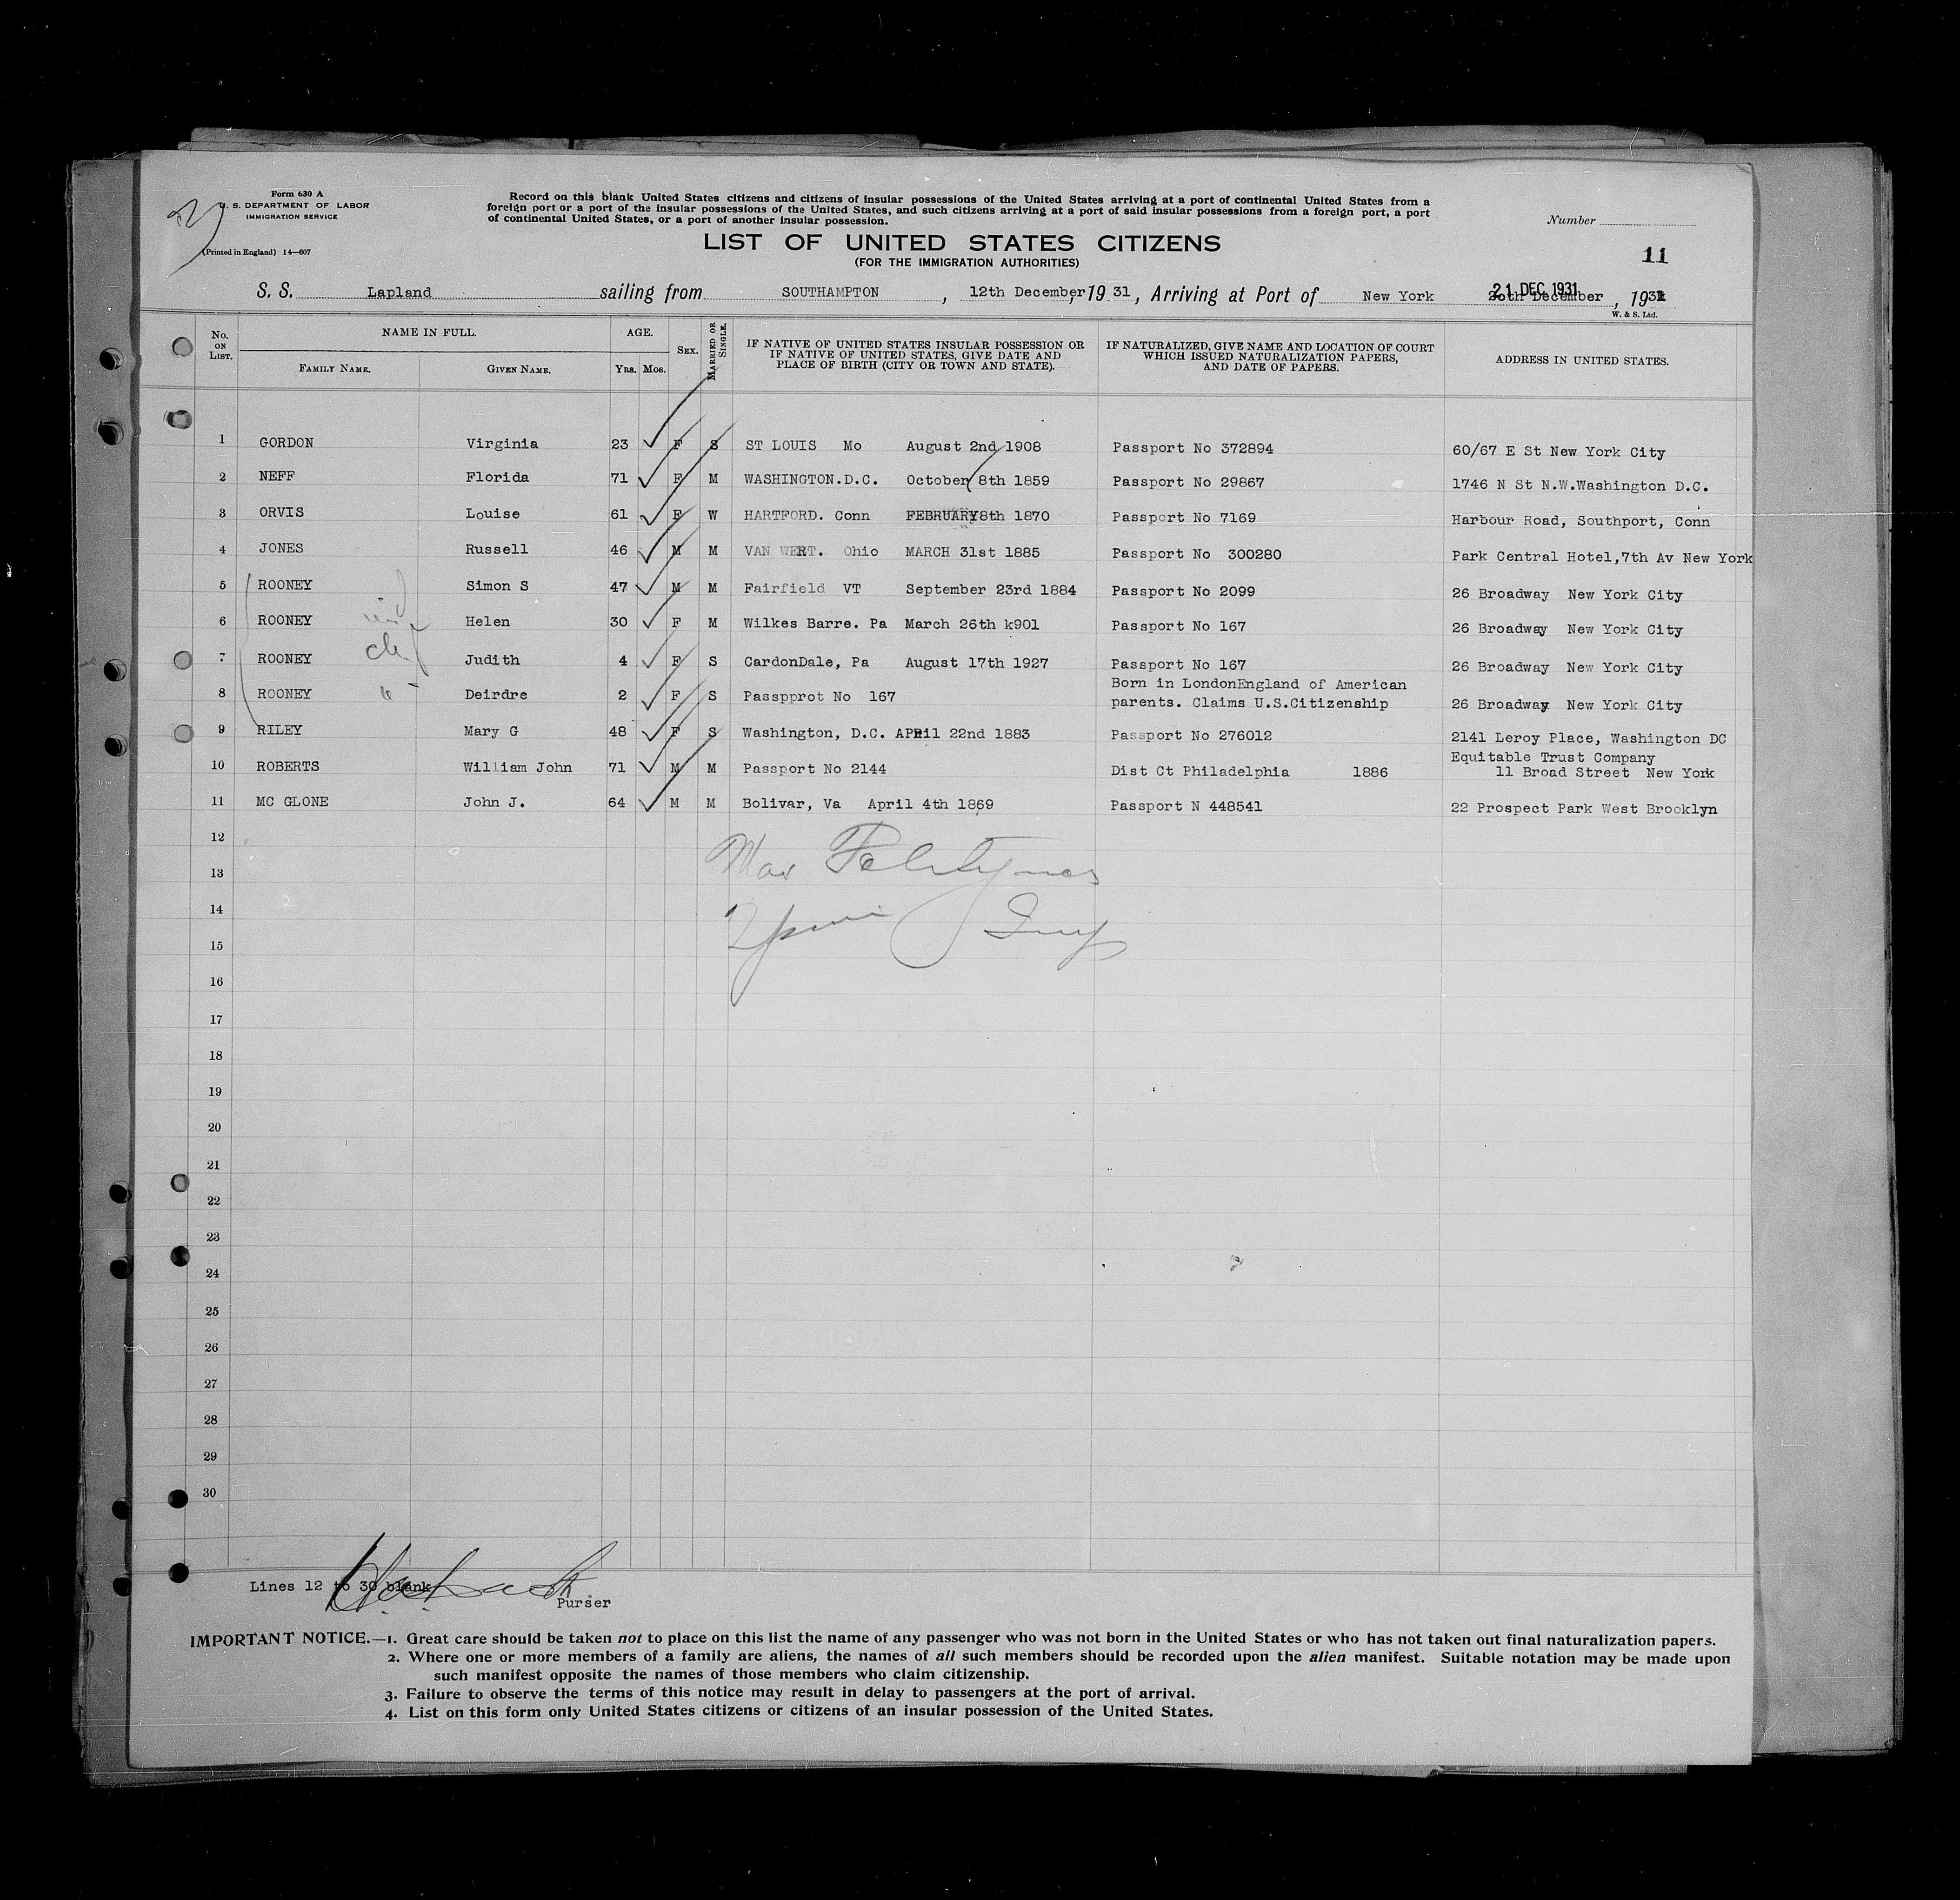 Form 630 A
U. S. DEPARTMENT OF LABOR
IMMIGRATION SERVICE
(Printed in England) 14—607
Record on this blank United States citizens and citizens of insular possessions of the United States arriving at a port of continental United States from a
foreign port or a port of the insular possessions of the United States, and such citizens arriving at a port of said insular possessions from a foreign port, a port
of continental United States, or a port of another insular possession.
Number
LIST OF UNITED STATES CITIZENS
(FOR THE IMMIGRATION AUTHORITIES)
11
S. S. Lapland sailing from SOUTHAMPTON, 12th December, 19 31, Arriving at Port of New York 20th December 21 DEC 1931, 1931
W. & S. Ltd.
No. ON LIST. NAME IN FULL. FAMILY NAME. GIVEN NAME. AGE. YRS. MOS. SEX. MARRIED OR SINGLE. IF NATIVE OF UNITED STATES INSULAR POSSESSION OR IF NATIVE OF UNITED STATES, GIVE DATE AND PLACE OF BIRTH (CITY OR TOWN AND STATE). IF NATURALIZED, GIVE NAME AND LOCATION OF COURT WHICH ISSUED NATURALIZATION PAPERS, AND DATE OF PAPERS. ADDRESS IN UNITED STATES.
1 GORDON Virginia 23 F S ST LOUIS Mo August 2nd 1908 Passport No 372894 60/67 E St New York City
2 NEFF Florida 71 F M WASHINGTON.D.C. October 8th 1859 Passport No 29867 1746 N St N.W.Washington D.C.
3 ORVIS Louise 61 F W HARTFORD. Conn FEBRUARY8th 1870 Passport No 7169 Harbour Road, Southport, Conn
4 JONES Russell 46 M M VAN WERT. Ohio MARCH 31st 1885 Passport No 300280 Park Central Hotel,7th Av New York
5 ROONEY Simon S 47 M M Fairfield VT September 23rd 1884 Passport No 2099 26 Broadway New York City
6 ROONEY Helen 30 F M Wilkes Barre. Pa March 26th k901 Passport No 167 26 Broadway New York City
7 ROONEY Judith 4 F S CardonDale, Pa August 17th 1927 Passport No 167 26 Broadway New York City
8 ROONEY Deirdre 2 F S Passpprot No 167 Born in LondonEngland of American parents. Claims U.S.Citizenship 26 Broadway New York City
9 RILEY Mary G 48 F S Washington, D.C. APRil 22nd 1883 Passport No 276012 2141 Leroy Place, Washington DC
10 ROBERTS William John 71 M M Passport No 2144 Dist Ct Philadelphia 1886 Equitable Trust Company 11 Broad Street New York
11 MC GLONE John J. 64 M M Bolivar, Va April 4th 1869 Passport N 448541 22 Prospect Park West Brooklyn
12
13
14
15
16
17
18
19
20
21
22
23
24
25
26
27
28
29
30
Lines 12 to 30 blank
Purser
IMPORTANT NOTICE.—1. Great care should be taken not to place on this list the name of any passenger who was not born in the United States or who has not taken out final naturalization papers.
2. Where one or more members of a family are aliens, the names of all such members should be recorded upon the alien manifest. Suitable notation may be made upon
such manifest opposite the names of those members who claim citizenship.
3. Failure to observe the terms of this notice may result in delay to passengers at the port of arrival.
4. List on this form only United States citizens or citizens of an insular possession of the United States.